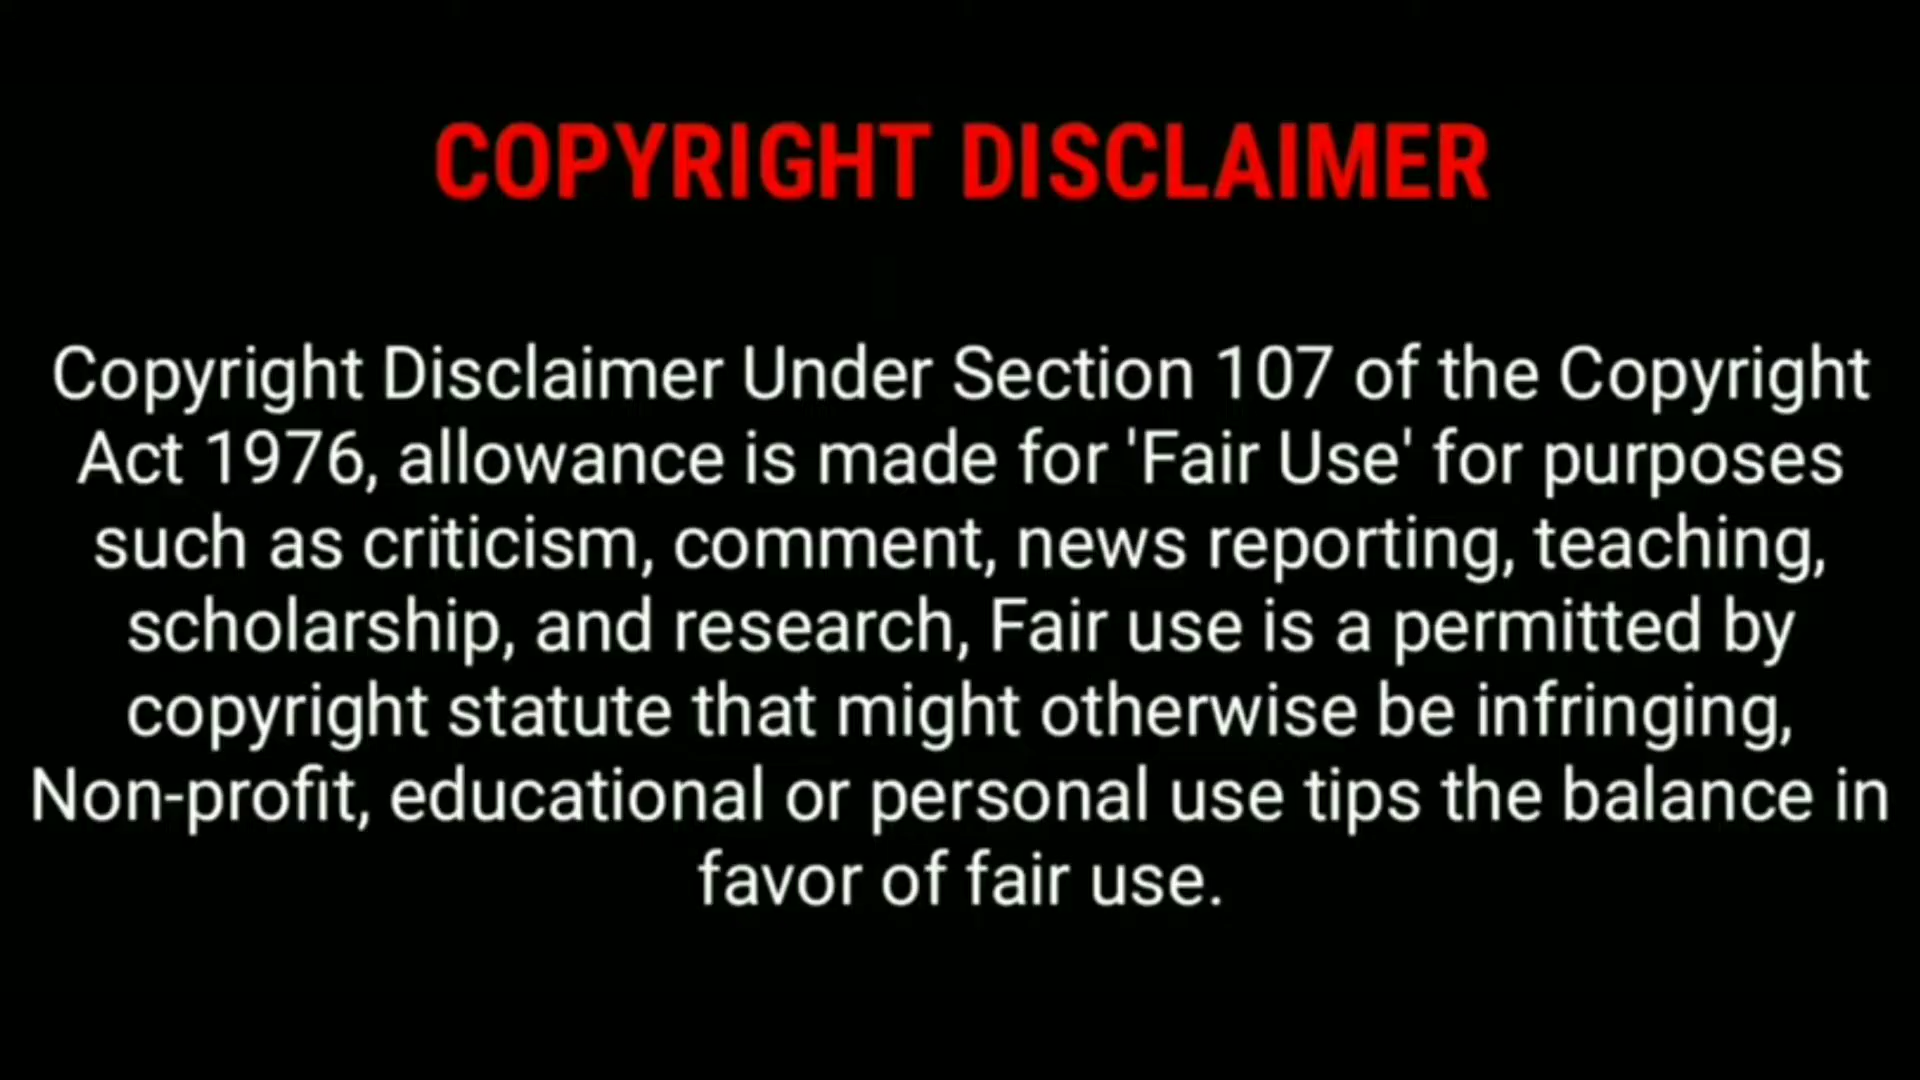 COPYRIGHT DISCLAIMER
Copyright Disclaimer Under Section 107 of the Copyright
Act 1976, allowance is made for 'Fair Use' for purposes
such as criticism, comment, news reporting, teaching,
scholarship, and research, Fair use is a permitted by
copyright statute that might otherwise be infringing,
Non-profit, educational or personal use tips the balance in
favor of fair use.